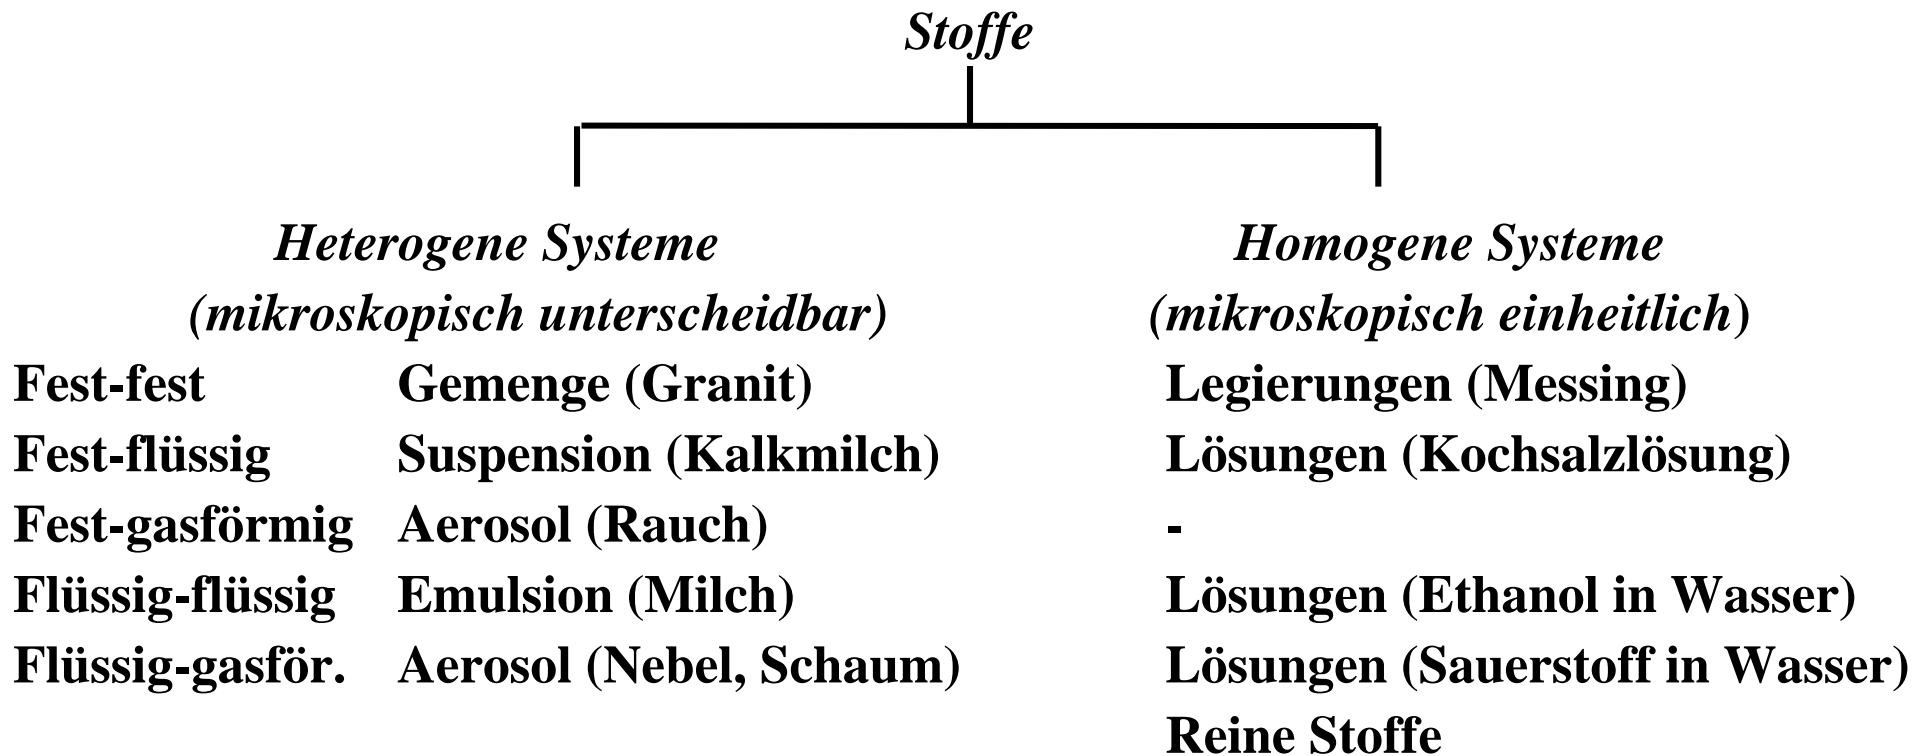 Stoffe
Heterogene Systeme Homogene Systeme
(mikroskopisch unterscheidbar) (mikroskopisch einheitlich)
Fest-fest Gemenge (Granit) Legierungen (Messing)
Fest-flüssig Suspension (Kalkmilch) Lösungen (Kochsalzlösung)
Fest-gasförmig Aerosol (Rauch) -
Flüssig-flüssig Emulsion (Milch) Lösungen (Ethanol in Wasser)
Flüssig-gasför. Aerosol (Nebel, Schaum) Lösungen (Sauerstoff in Wasser)
Reine Stoffe